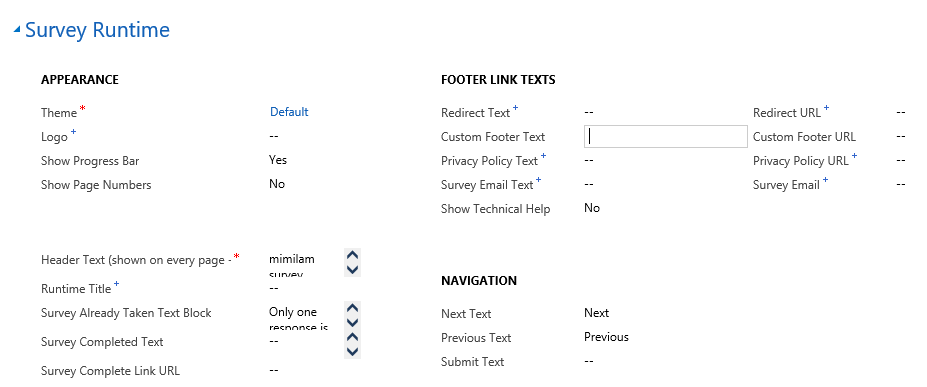 Survey Runtime
APPEARANCE
Theme *
Default
Logo +
--
Show Progress Bar
Yes
Show Page Numbers
No
Header Text (shown on every page - *
mimilam
survey
Runtime Title +
--
Survey Already Taken Text Block
Only one
response is
Survey Completed Text
--
Survey Complete Link URL
--
FOOTER LINK TEXTS
Redirect Text +
--
Redirect URL +
--
Custom Footer Text
Custom Footer URL
--
Privacy Policy Text +
--
Privacy Policy URL +
--
Survey Email Text +
--
Survey Email +
--
Show Technical Help
No
NAVIGATION
Next Text
Next
Previous Text
Previous
Submit Text
--